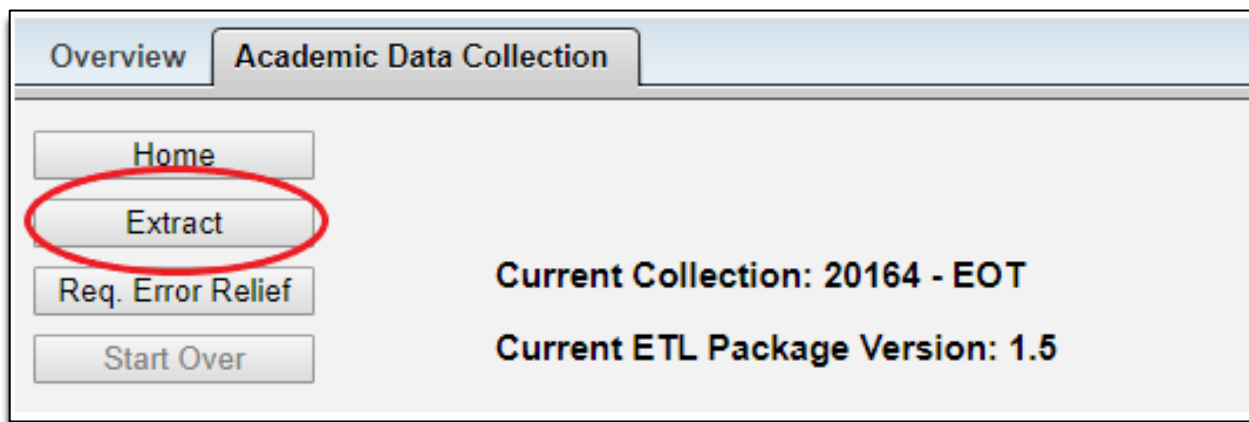 Overview Academic Data Collection
Home
Extract
Req. Error Relief
Start Over
Current Collection: 20164 - EOT
Current ETL Package Version: 1.5